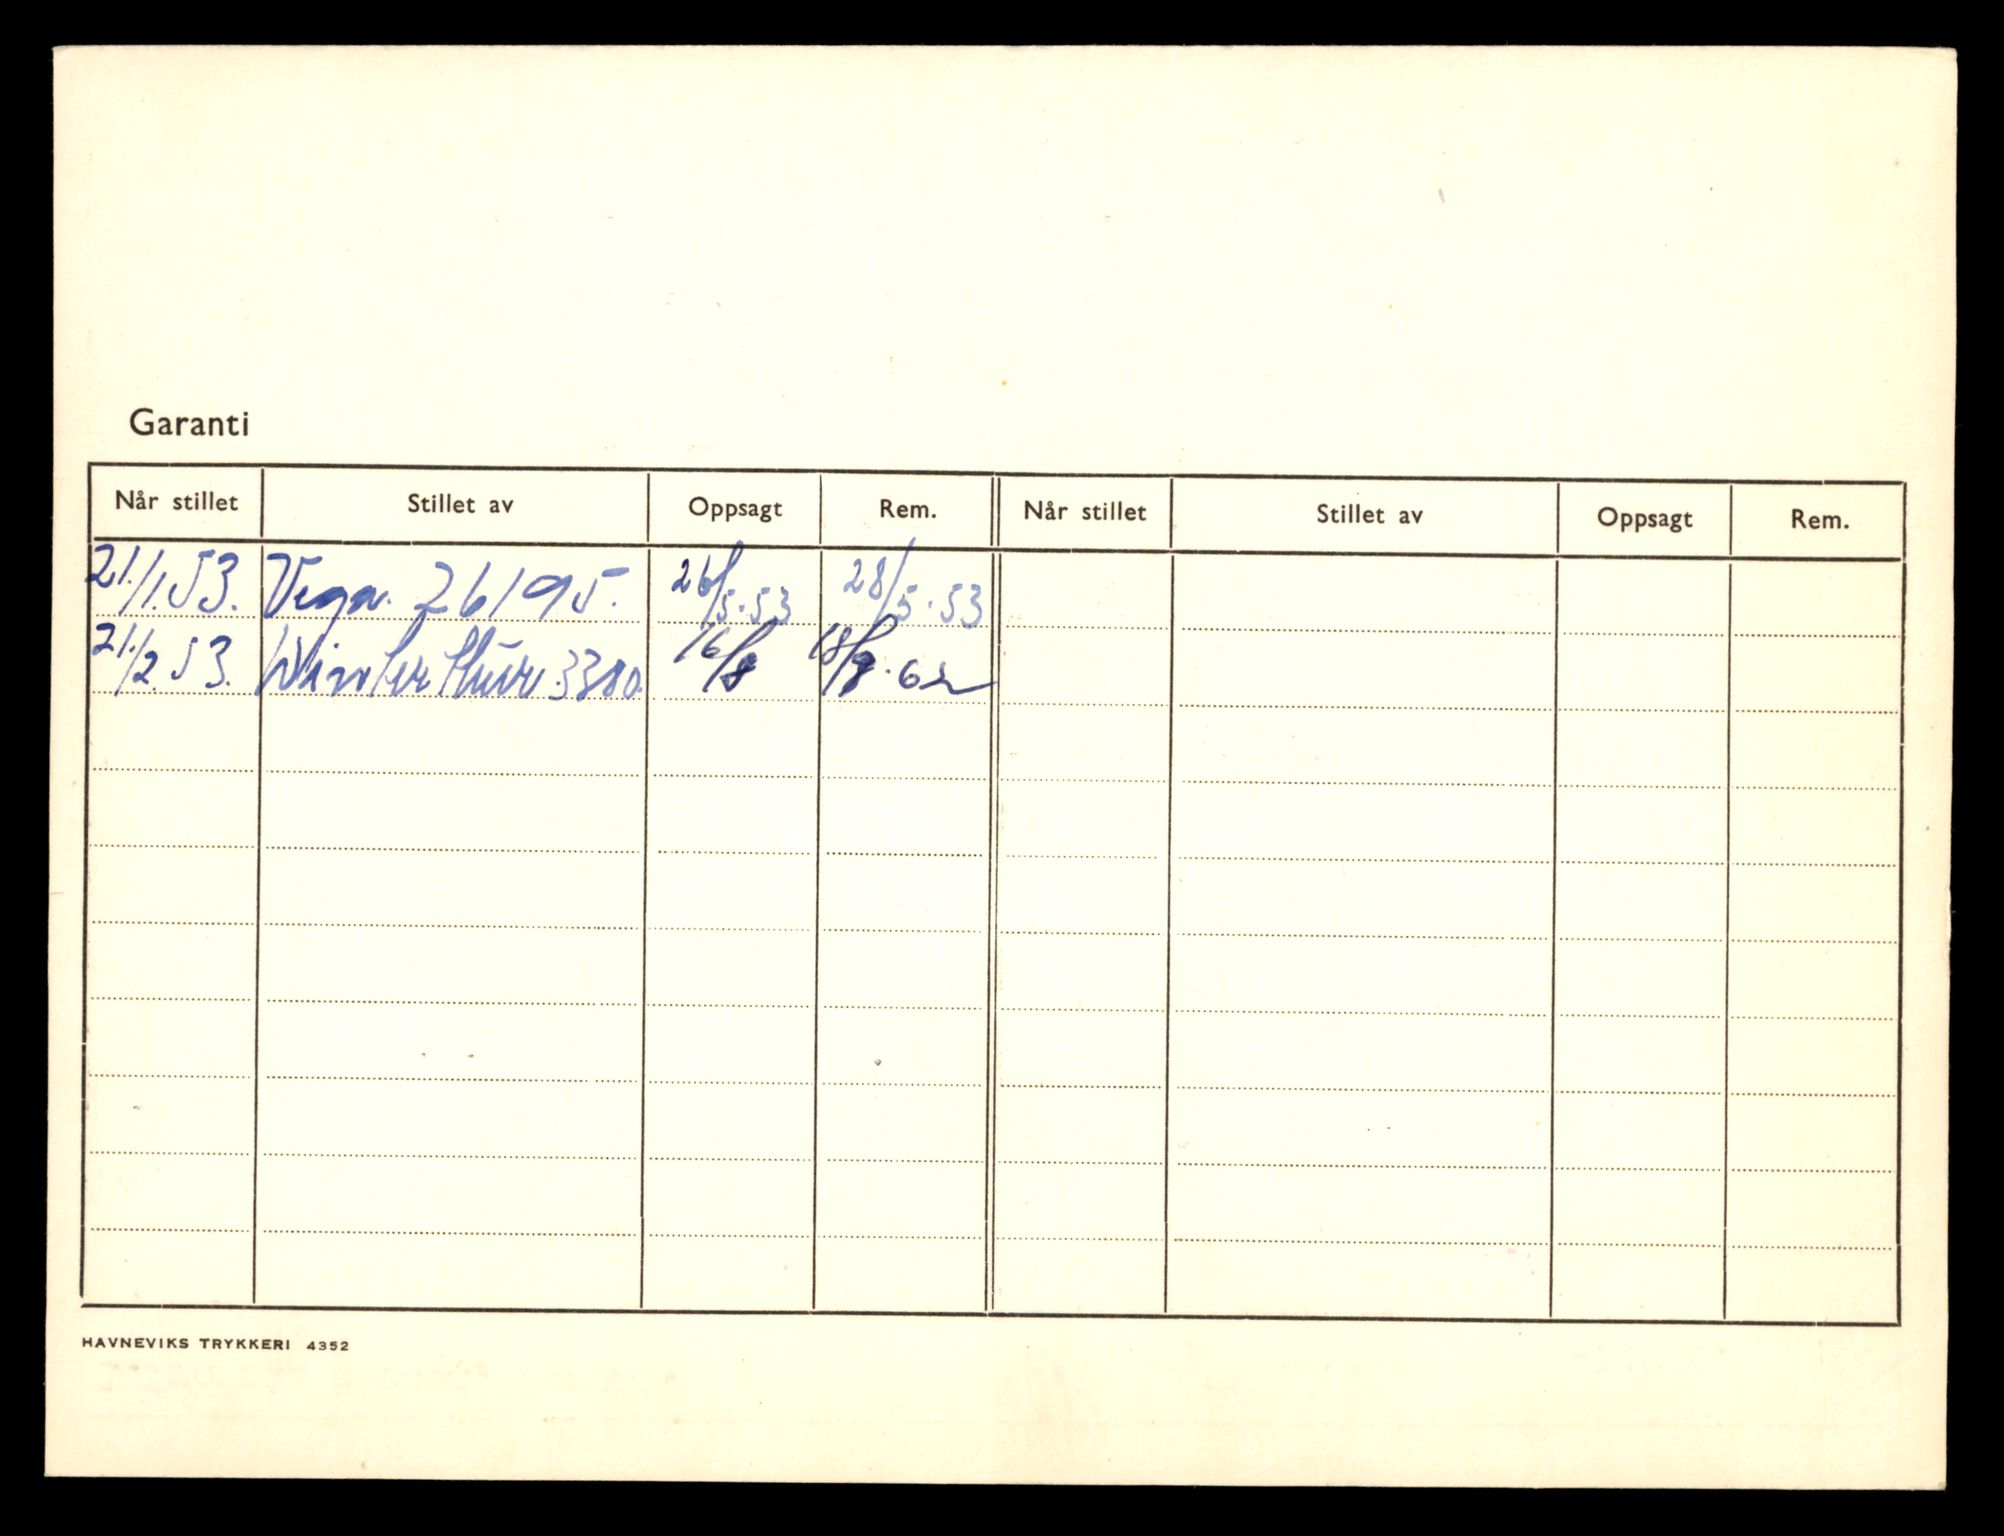 Garanti
Når stillet Stillet av Oppsagt Rem. Når stillet Stillet av Oppsagt Rem.
21./1.53. Vega. 26195. 26/5.53 28/5.53
21./2.53. Winterthur. 3380. 16/8 18/9.62
HAVNEVIKS TRYKKERI 4352